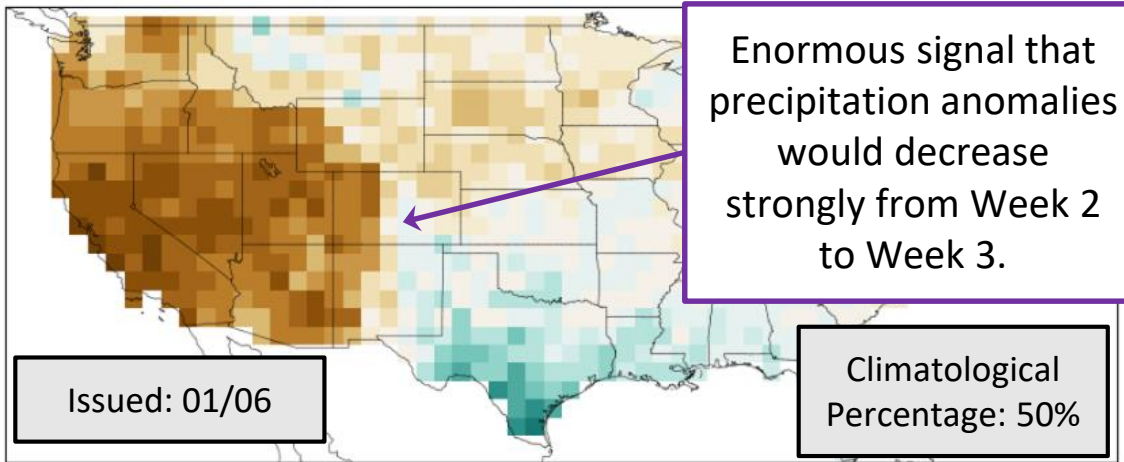 Enormous signal that
precipitation anomalies
would decrease
strongly from Week 2
to Week 3.
Issued: 01/06
Climatological
Percentage: 50%